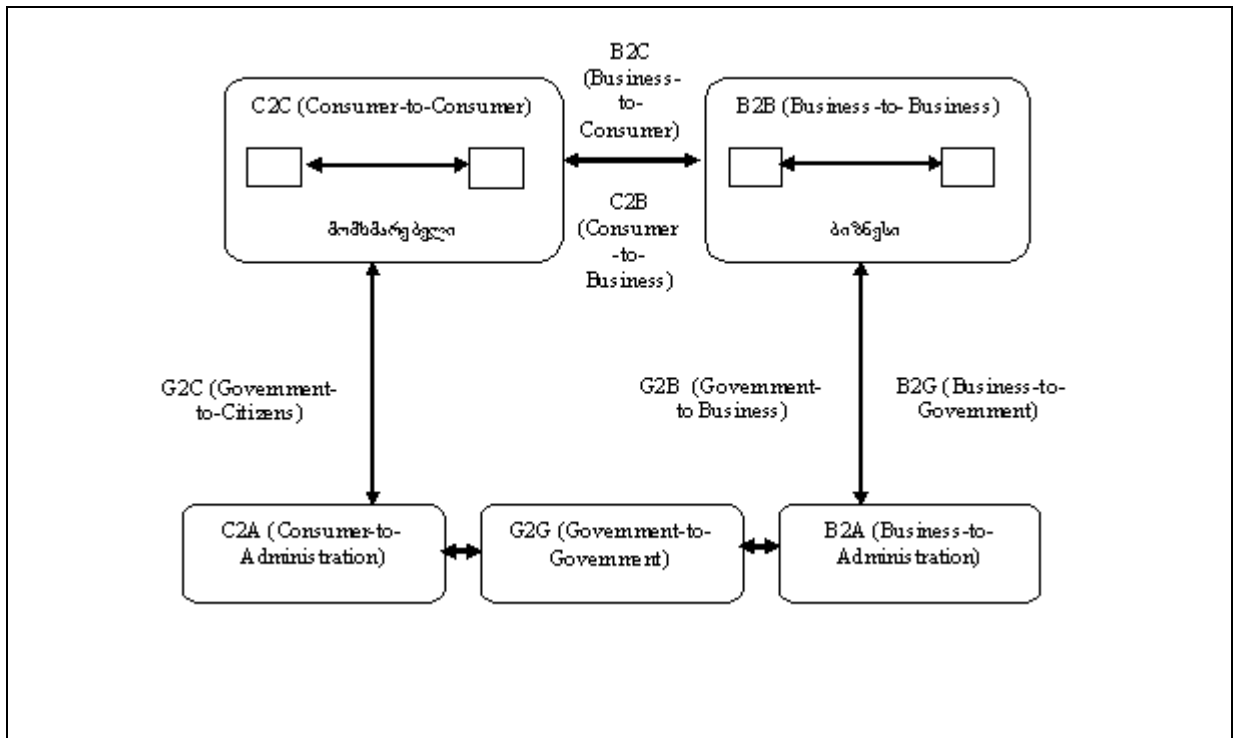 B2C
(Business-
to-
Consumer)
C2C (Consumer-to-Consumer)
B2B (Business-to-Business)
მომხმარებელი
ბიზნესი
C2B
(Consumer
-to-
Business)
G2C (Government-
to-Citizens)
G2B (Government-
to Business)
B2G (Business-to-
Government)
C2A (Consumer-to-
Administration)
G2G (Government-to-
Government)
B2A (Business-to-
Administration)